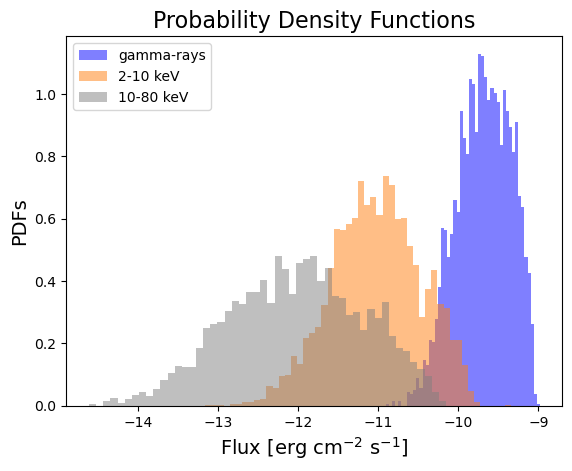 Probability Density Functions
gamma-rays
2-10 keV
10-80 keV
PDFs
1.0
0.8
0.6
0.4
0.2
0.0
−14
−13
−12
−11
−10
−9
Flux [erg cm⁻² s⁻¹]